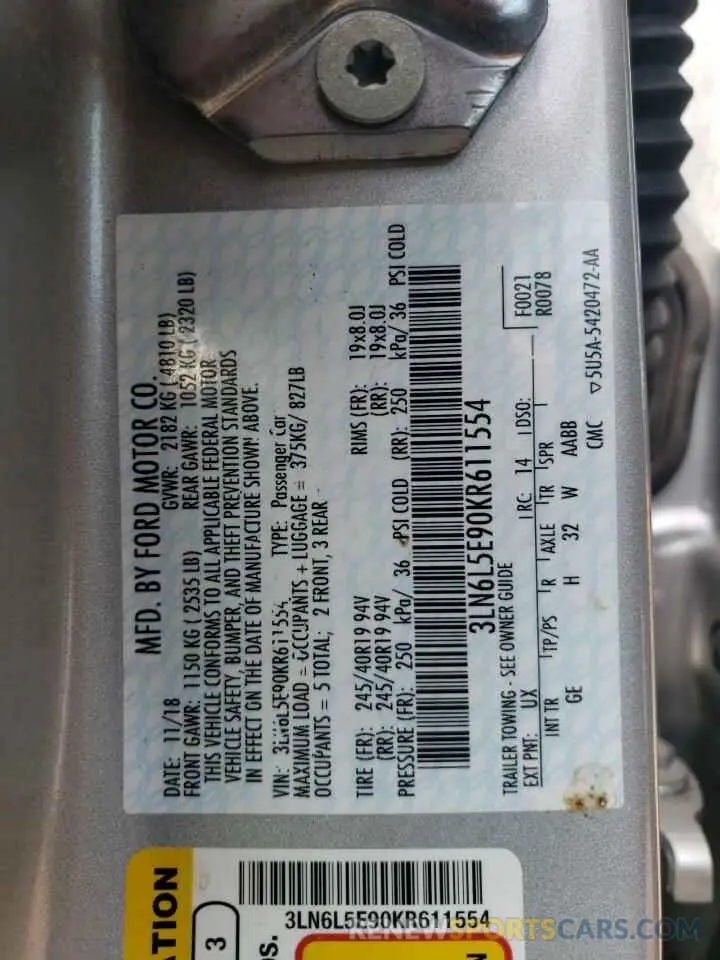 MFD. BY FORD MOTOR CO.
DATE: 11/18 GVWR: 2182 KG ( 4810 LB)
FRONT GAWR: 1150 KG ( 2535 LB) REAR GAWR: 1052 KG ( 2320 LB)
THIS VEHICLE CONFORMS TO ALL APPLICABLE FEDERAL MOTOR
VEHICLE SAFETY, BUMPER, AND THEFT PREVENTION STANDARDS
IN EFFECT ON THE DATE OF MANUFACTURE SHOWN ABOVE.
VIN: 3LN6L5E90KR611554 TYPE: Passenger Car
MAXIMUM LOAD = OCCUPANTS + LUGGAGE = 375KG/ 827LB
OCCUPANTS = 5 TOTAL; 2 FRONT, 3 REAR
TIRE (FR): 245/40R19 94V RIMS (FR): 19x8.0J
(RR): 245/40R19 94V (RR): 19x8.0J
PRESSURE (FR): 250 kPa/ 36 PSI COLD (RR): 250 kPa/ 36 PSI COLD
3LN6L5E90KR611554
TRAILER TOWING - SEE OWNER GUIDE F0021
EXT PNT: UX RC: 14 DSO: R0078
INT TR TP/PS R AXLE TR SPR
GE H 32 W AABB
CMC ▽5U5A-5420472-AA
ATION
3
DS.
3LN6L5E90KR611554
RENEWSPORTSCARS.COM